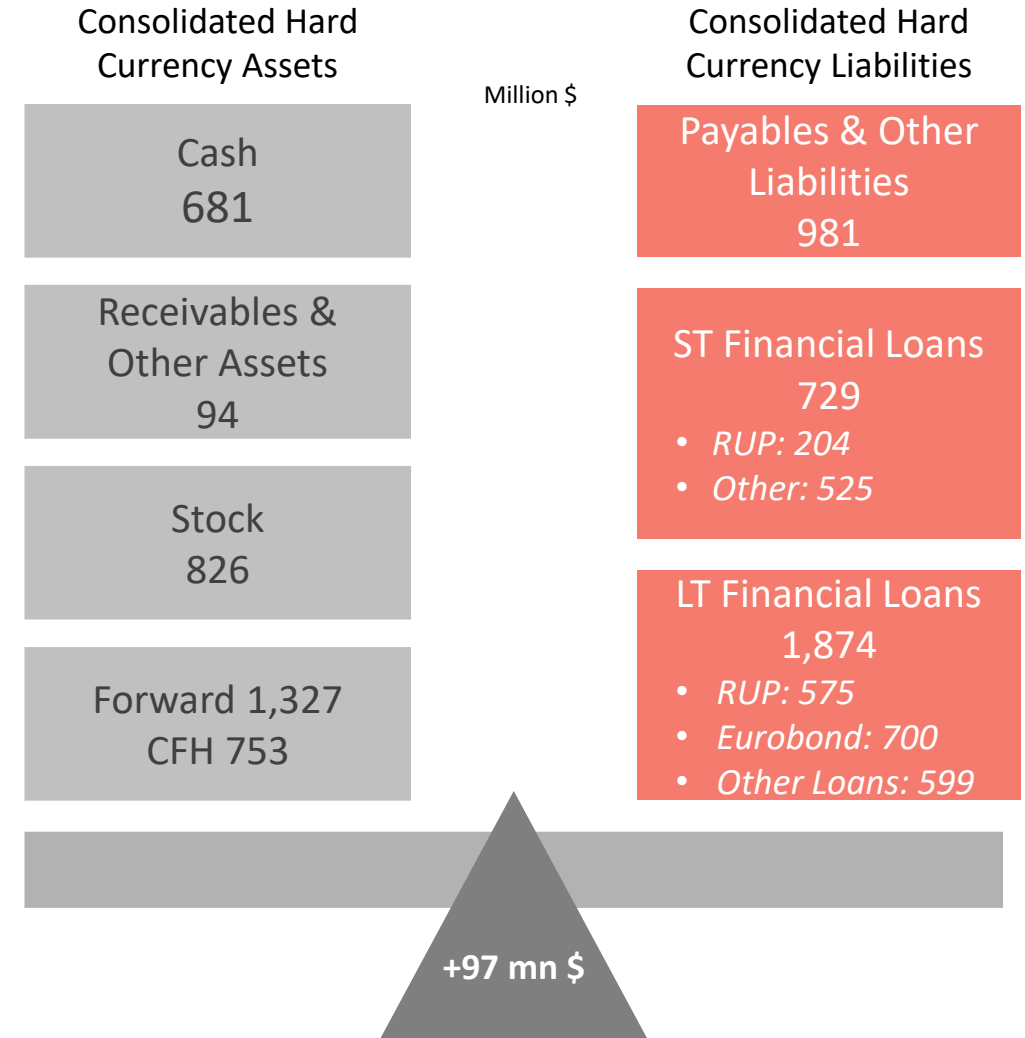 Consolidated Hard
Currency Assets
Cash
681
Receivables &
Other Assets
94
Stock
826
Forward 1,327
CFH 753
Million $
Consolidated Hard
Currency Liabilities
Payables & Other
Liabilities
981
ST Financial Loans
729
• RUP: 204
• Other: 525
LT Financial Loans
1,874
• RUP: 575
• Eurobond: 700
• Other Loans: 599
+97 mn $